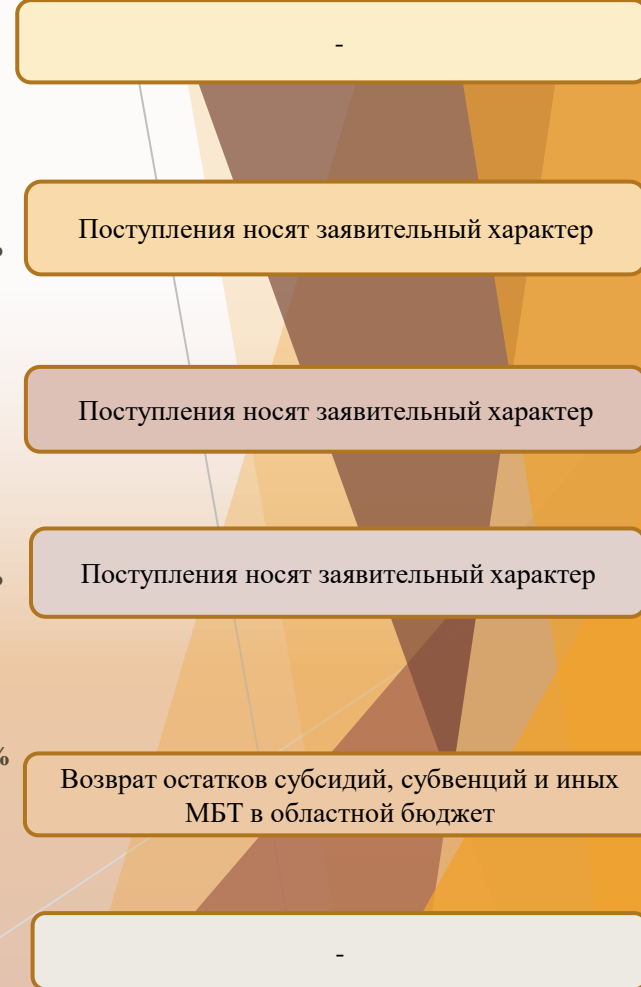 -
Поступления носят заявительный характер
Поступления носят заявительный характер
Поступления носят заявительный характер
%
Возврат остатков субсидий, субвенций и иных
МБТ в областной бюджет
-